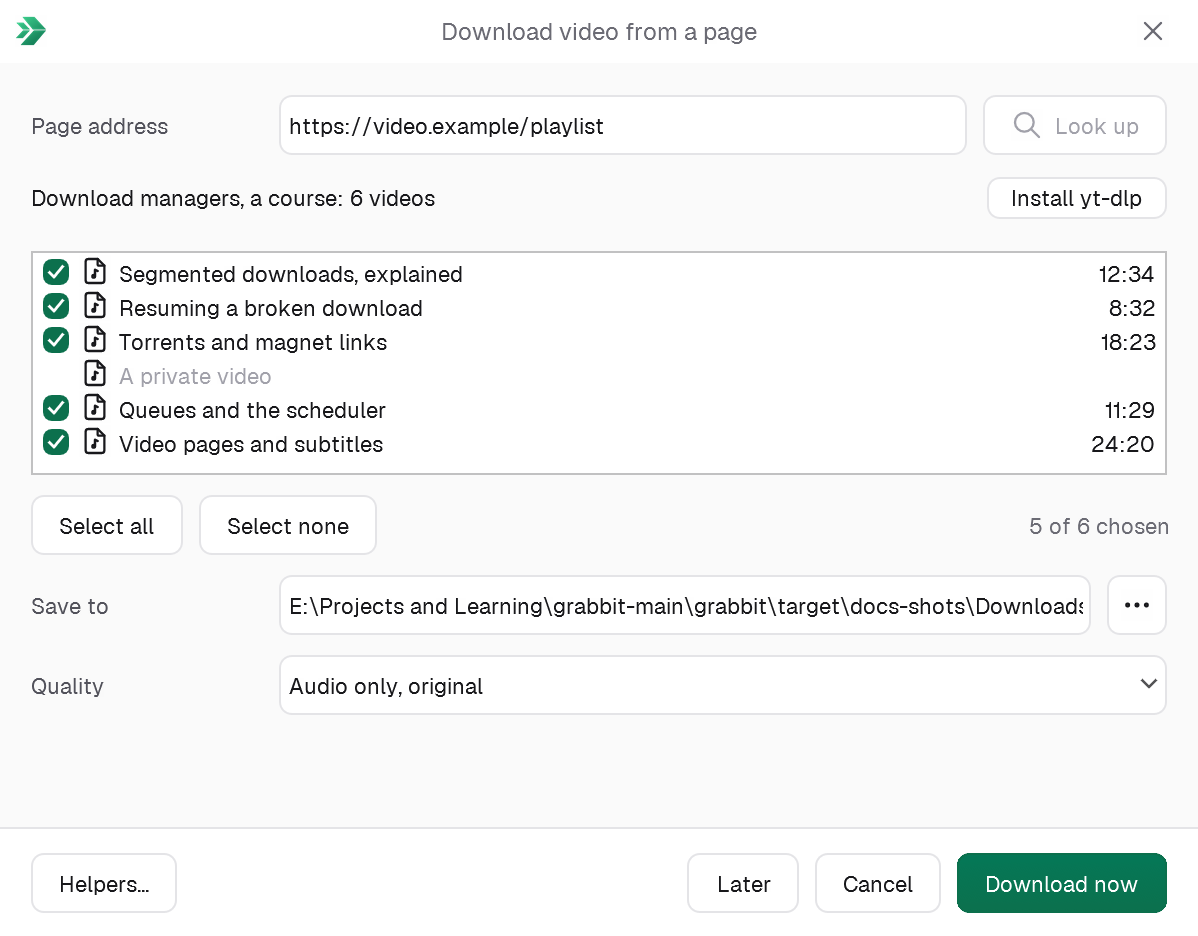 Download video from a page
Page address
https://video.example/playlist
Look up
Download managers, a course: 6 videos
Install yt-dlp
Segmented downloads, explained 12:34
Resuming a broken download 8:32
Torrents and magnet links 18:23
A private video
Queues and the scheduler 11:29
Video pages and subtitles 24:20
Select all
Select none
5 of 6 chosen
Save to
E:\Projects and Learning\grabbit-main\grabbit\target\docs-shots\Downloads
Quality
Audio only, original
Helpers...
Later
Cancel
Download now